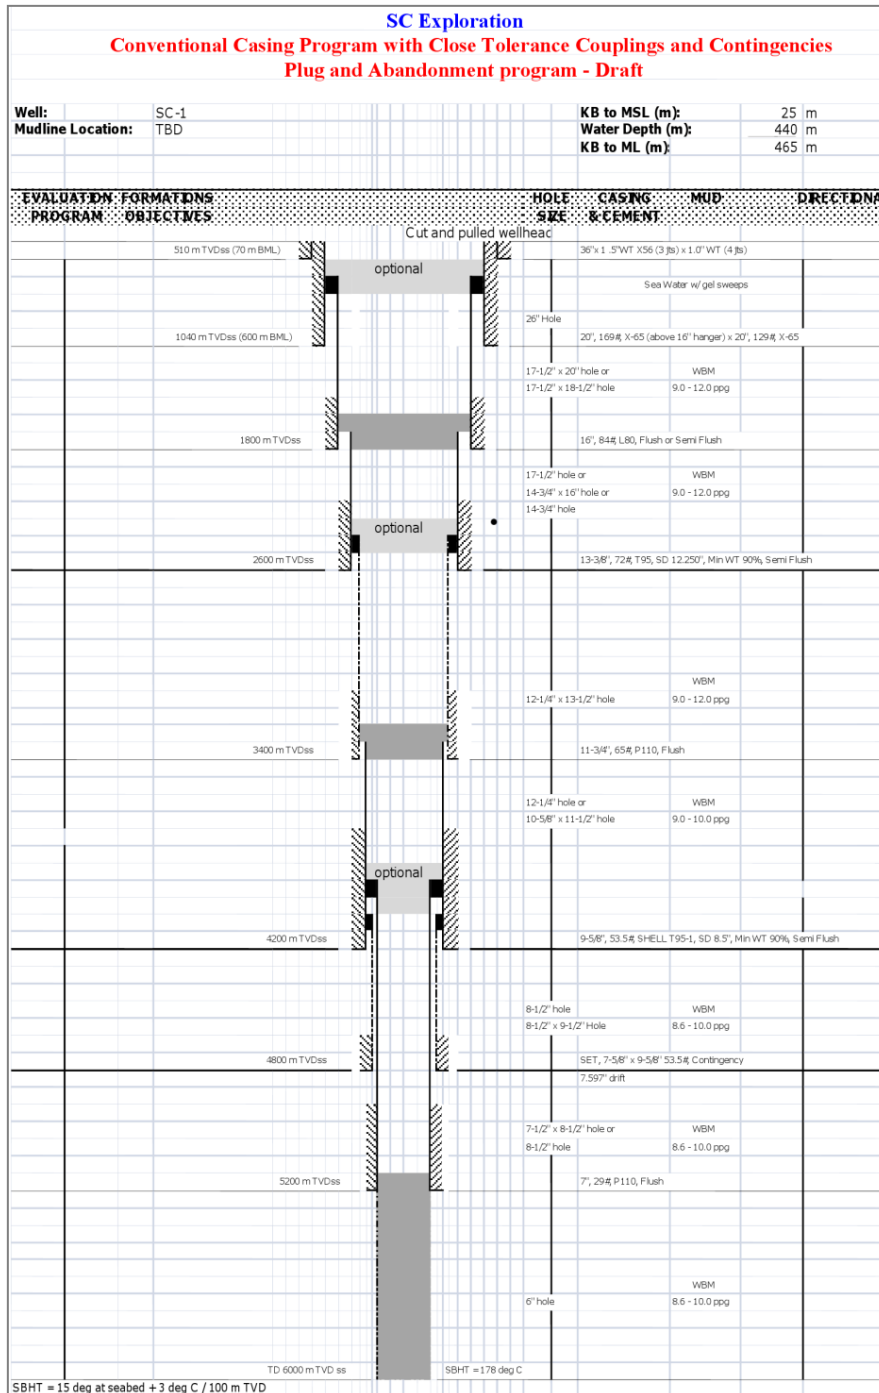 SC Exploration
Conventional Casing Program with Close Tolerance Couplings and Contingencies
Plug and Abandonment program - Draft
Well: SC-1 KB to MSL (m): 25 m
Mudline Location: TBD Water Depth (m): 440 m
KB to ML (m): 465 m
EVALUATION FORMATIONS HOLE CASING MUD DIRECTIONA
PROGRAM OBJECTIVES SIZE & CEMENT
Cut and pulled wellhead
510 m TVDss (70 m BML) 36"x 1 .5"WT X56 (3 jts) x 1.0" WT (4 jts)
optional
Sea Water w/ gel sweeps
26" Hole
1040 m TVDss (600 m BML) 20", 169#, X-65 (above 16" hanger) x 20", 129#, X-65
17-1/2" x 20" hole or WBM
17-1/2" x 18-1/2" hole 9.0 - 12.0 ppg
1800 m TVDss 16", 84#, L80, Flush or Semi Flush
17-1/2" hole or WBM
14-3/4" x 16" hole or 9.0 - 12.0 ppg
14-3/4" hole
optional
2600 m TVDss 13-3/8", 72#, T95, SD 12.250", Min WT 90%, Semi Flush
WBM
12-1/4" x 13-1/2" hole 9.0 - 12.0 ppg
3400 m TVDss 11-3/4", 65#, P110, Flush
12-1/4" hole or WBM
10-5/8" x 11-1/2" hole 9.0 - 10.0 ppg
optional
4200 m TVDss 9-5/8", 53.5#, SHELL T95-1, SD 8.5", Min WT 90%, Semi Flush
8-1/2" hole WBM
8-1/2" x 9-1/2" Hole 8.6 - 10.0 ppg
4800 m TVDss SET, 7-5/8" x 9-5/8" 53.5#, Contingency
7.597" drift
7-1/2" x 8-1/2" hole or WBM
8-1/2" hole 8.6 - 10.0 ppg
5200 m TVDss 7", 29#, P110, Flush
WBM
6" hole 8.6 - 10.0 ppg
TD 6000 m TVD ss SBHT = 178 deg C
SBHT = 15 deg at seabed + 3 deg C / 100 m TVD